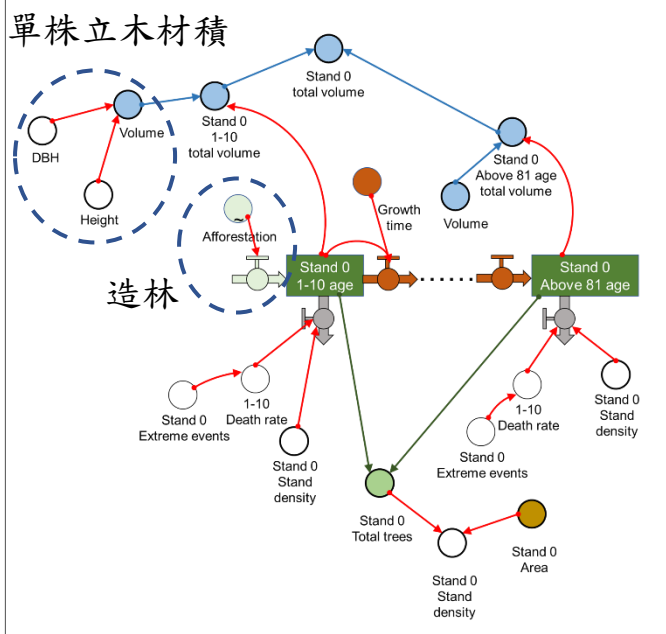 單株立木材積
Stand 0
total volume
Volume
Stand 0
1-10
total volume
DBH
Height
Stand 0
Above 81 age
total volume
Volume
Growth
time
Afforestation
~
造林
Stand 0
1-10 age
Stand 0
Above 81 age
Stand 0
Extreme events
1-10
Death rate
Stand 0
Stand
density
Stand 0
Extreme events
1-10
Death rate
Stand 0
Stand
density
Stand 0
Total trees
Stand 0
Stand
density
Stand 0
Area